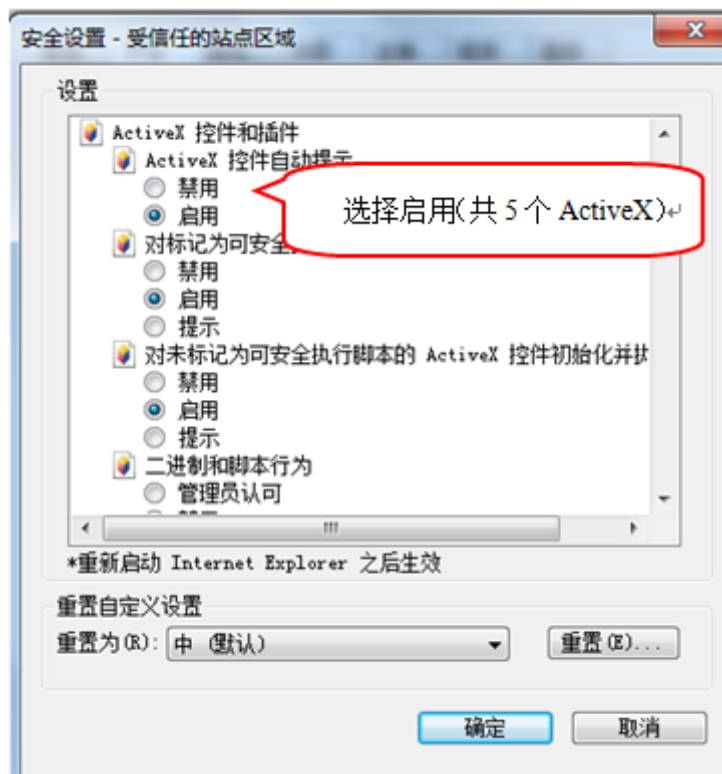 安全设置 - 受信任的站点区域
设置
ActiveX 控件和插件
ActiveX 控件自动提示
禁用
启用
选择启用(共 5 个 ActiveX)↵
对标记为可安全
禁用
启用
提示
对未标记为可安全执行脚本的 ActiveX 控件初始化并执
禁用
启用
提示
二进制和脚本行为
管理员认可
*重新启动 Internet Explorer 之后生效
重置自定义设置
重置为(R): 中 (默认)
重置(E)...
确定
取消